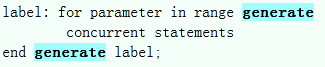 label: for parameter in range generate
concurrent statements
end generate label;